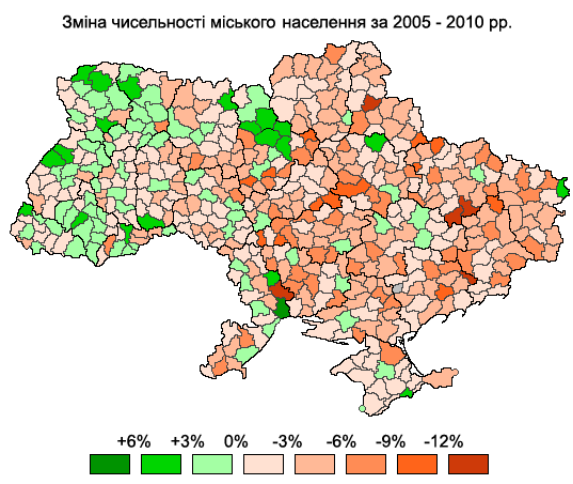 Зміна чисельності міського населення за 2005 - 2010 рр.
+6% +3% 0% -3% -6% -9% -12%